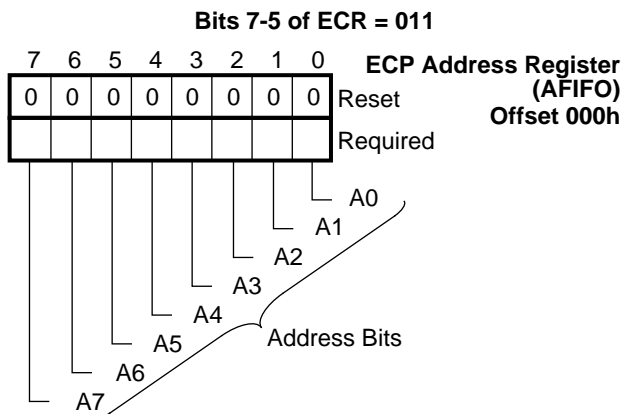 Bits 7-5 of ECR = 011
7 6 5 4 3 2 1 0
ECP Address Register
(AFIFO)
Offset 000h
0 0 0 0 0 0 0 0 Reset
Required
A0
A1
A2
A3
A4
A5
A6
A7
Address Bits